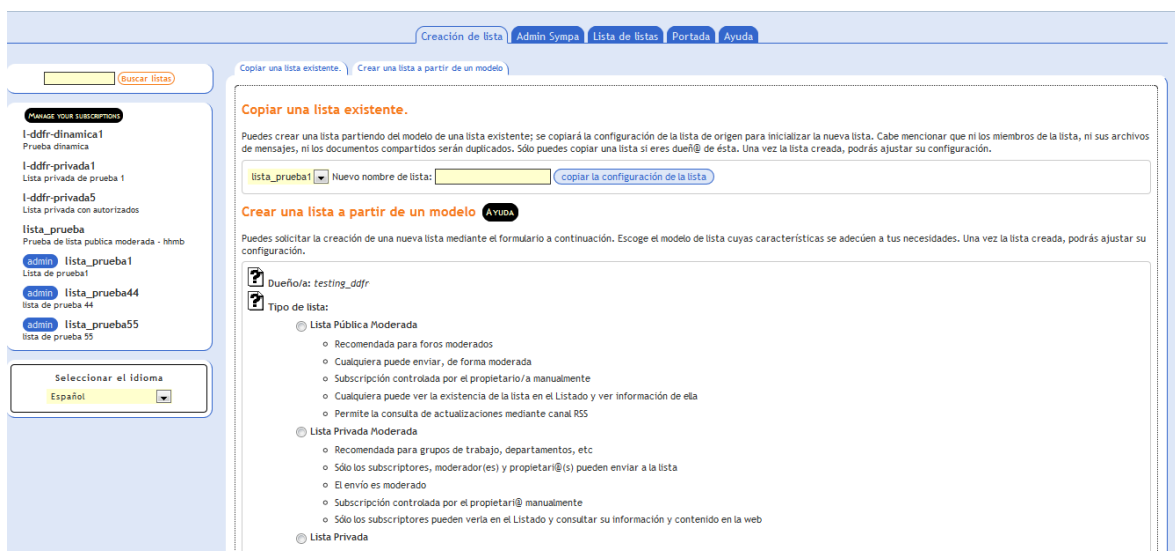 Creación de lista Admin Sympa Lista de listas Portada Ayuda
Buscar listas
MANAGE YOUR SUBSCRIPTIONS
l-ddfr-dinamica1
Prueba dinamica
l-ddfr-privada1
Lista privada de prueba 1
l-ddfr-privada5
Lista privada con autorizados
lista_prueba
Prueba de lista publica moderada - hhmb
admin lista_prueba1
Lista de prueba1
admin lista_prueba44
lista de prueba 44
admin lista_prueba55
lista de prueba 55
Seleccionar el idioma
Español
Copiar una lista existente. Crear una lista a partir de un modelo
Copiar una lista existente.
Puedes crear una lista partiendo del modelo de una lista existente; se copiará la configuración de la lista de origen para inicializar la nueva lista. Cabe mencionar que ni los miembros de la lista, ni sus archivos
de mensajes, ni los documentos compartidos serán duplicados. Sólo puedes copiar una lista si eres dueñ@ de ésta. Una vez la lista creada, podrás ajustar su configuración.
lista_prueba1 Nuevo nombre de lista: copiar la configuración de la lista
Crear una lista a partir de un modelo AYUDA
Puedes solicitar la creación de una nueva lista mediante el formulario a continuación. Escoge el modelo de lista cuyas características se adecúen a tus necesidades. Una vez la lista creada, podrás ajustar su
configuración.
? Dueño/a: testing_ddfr
? Tipo de lista:
Lista Pública Moderada
Recomendada para foros moderados
Cualquiera puede enviar, de forma moderada
Subscripción controlada por el propietario/a manualmente
Cualquiera puede ver la existencia de la lista en el Listado y ver información de ella
Permite la consulta de actualizaciones mediante canal RSS
Lista Privada Moderada
Recomendada para grupos de trabajo, departamentos, etc
Sólo los subscriptores, moderador(es) y propietari@(s) pueden enviar a la lista
El envío es moderado
Subscripción controlada por el propietari@ manualmente
Sólo los subscriptores pueden verla en el Listado y consultar su información y contenido en la web
Lista Privada